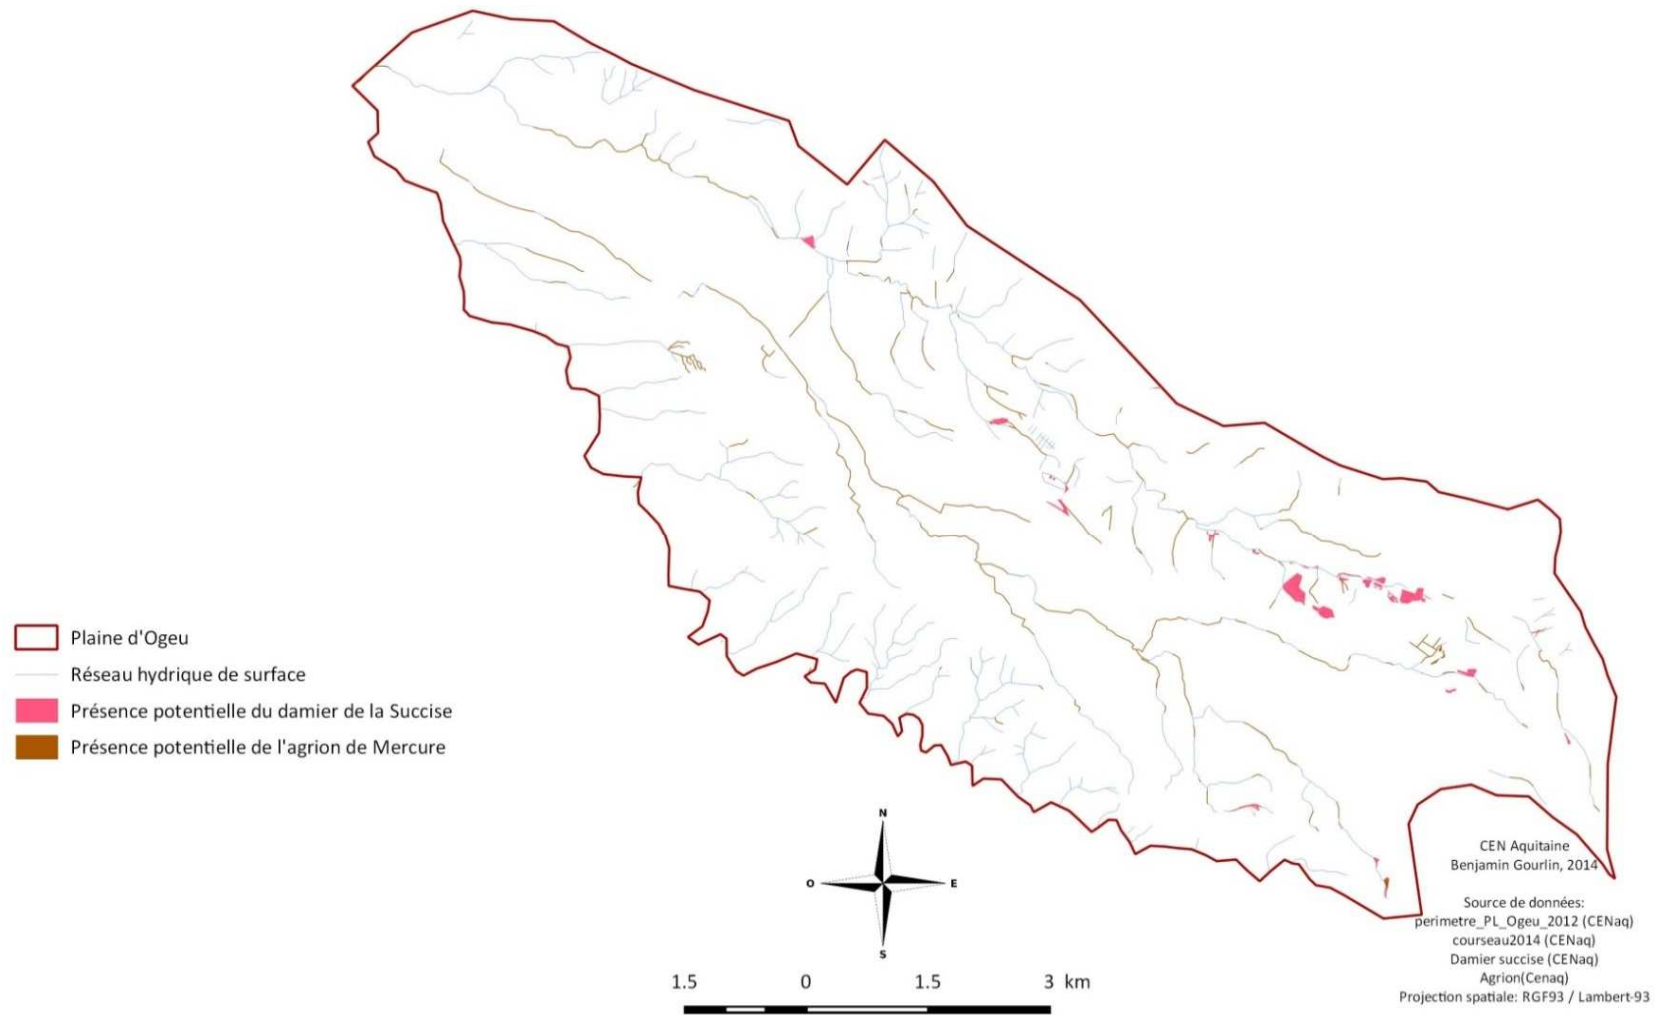 Plaine d'Ogeu
Réseau hydrique de surface
Présence potentielle du damier de la Succise
Présence potentielle de l'agrion de Mercure
N
O
E
S
1.5 0 1.5 3 km
CEN Aquitaine
Benjamin Gourlin, 2014
Source de données:
perimetre_PL_Ogeu_2012 (CENaq)
courseau2014 (CENaq)
Damier succise (CENaq)
Agrion(Cenaq)
Projection spatiale: RGF93 / Lambert-93